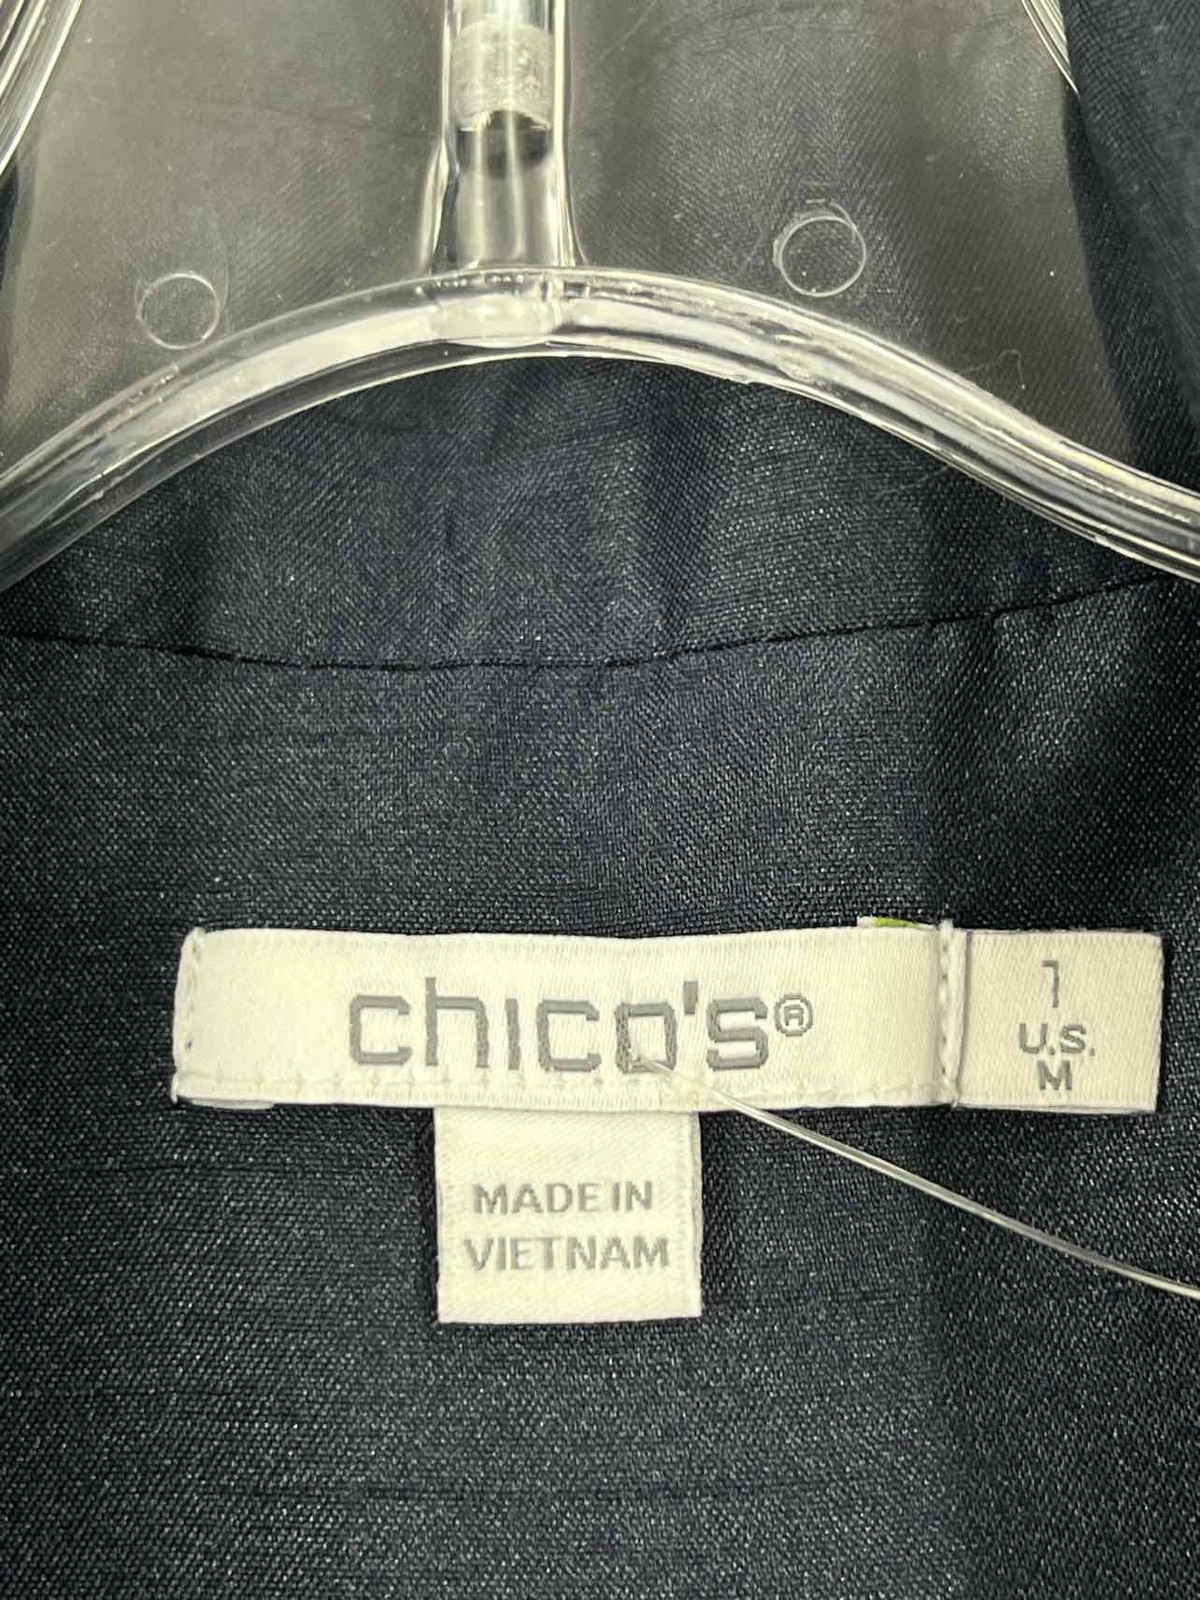 chico's®
1
U.S.
M
MADE IN
VIETNAM